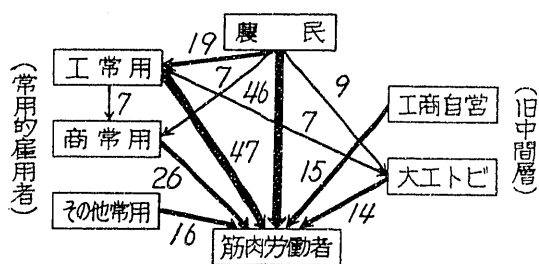 農 民
工常用
商常用
その他常用
(常用的雇用者)
工商自営
大工トビ
(旧中間層)
筋肉労働者
19
7
46
9
7
7
47
15
26
14
16